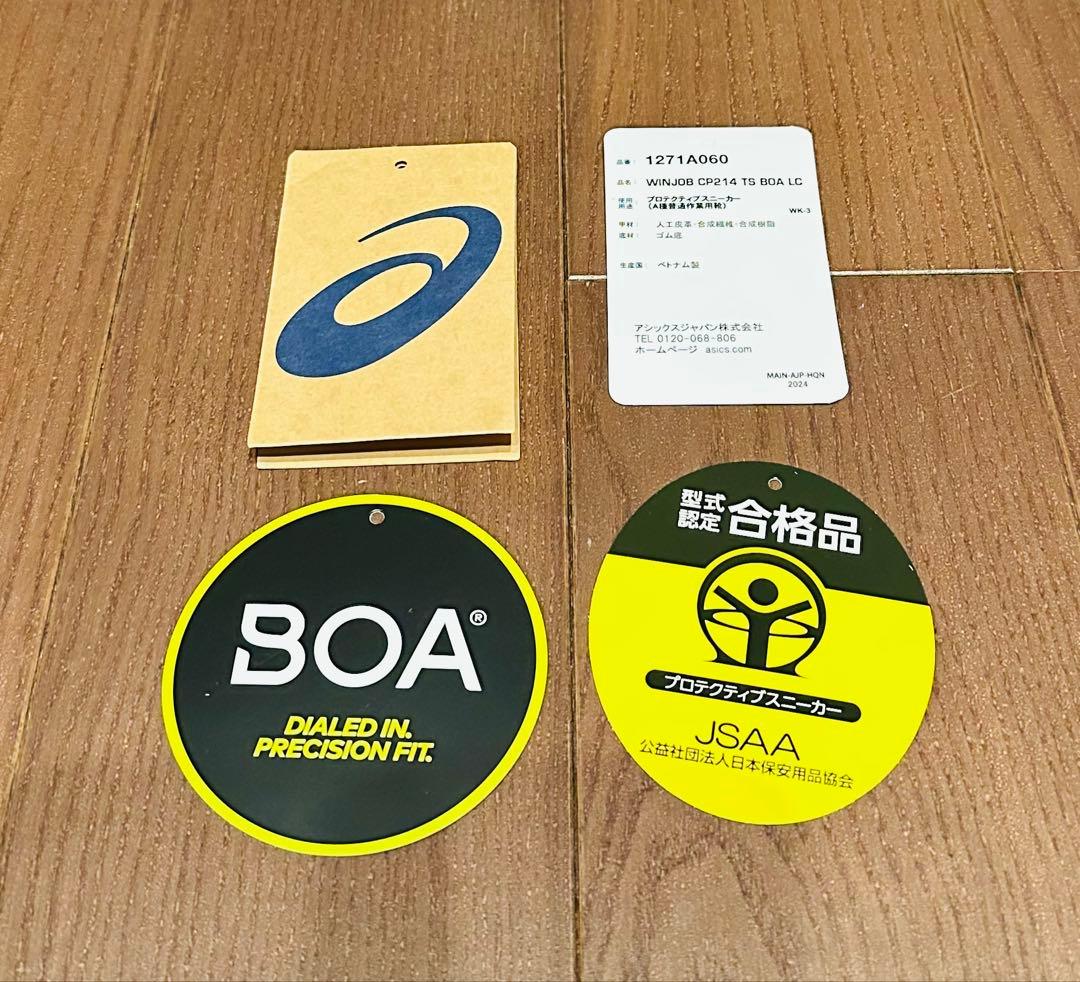 品番： 1271A060
品名： WINJOB CP214 TS BOA LC
使用用途： プロテクティブスニーカー
（A種普通作業用靴）
WK-3
甲材： 人工皮革・合成繊維・合成樹脂
底材： ゴム底
生産国： ベトナム製
アシックスジャパン株式会社
TEL 0120-068-806
ホームページ asics.com
MAIN-AJP-HQN
2024
BOA®
DIALED IN.
PRECISION FIT.
型式認定 合格品
プロテクティブスニーカー
JSAA
公益社団法人日本保安用品協会